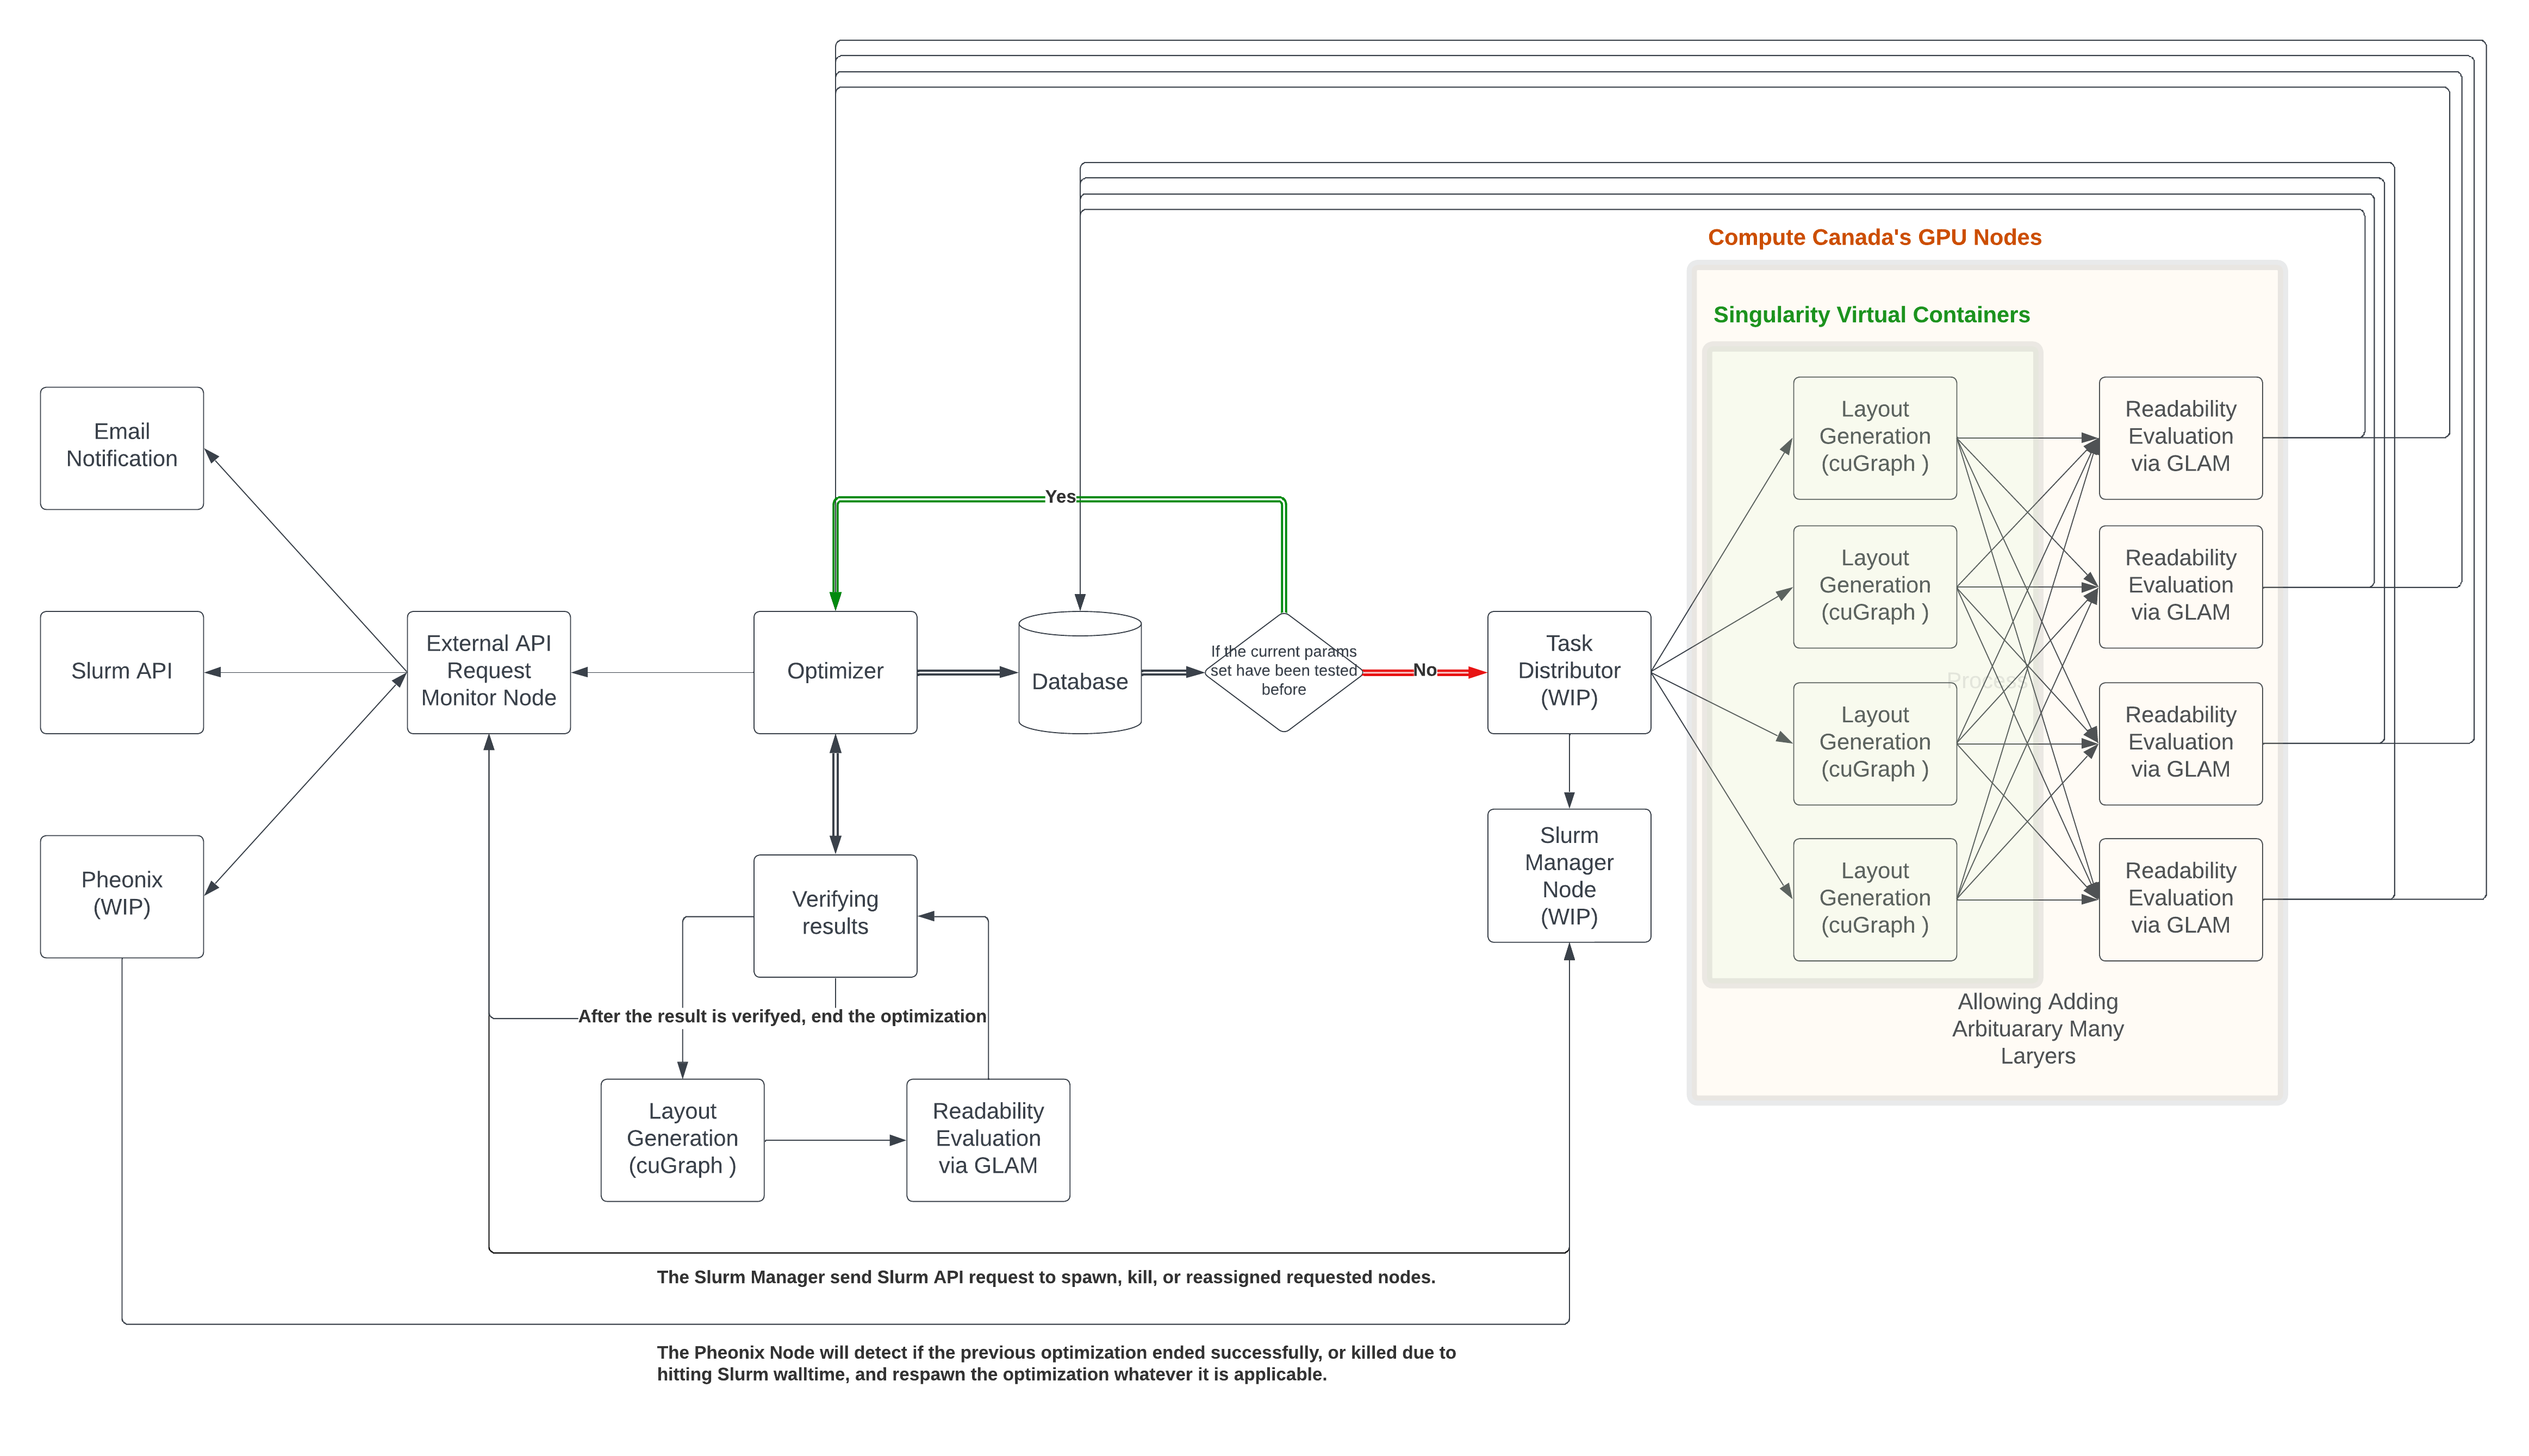 Compute Canada's GPU Nodes
Singularity Virtual Containers
Email
Notification
Slurm API
Pheonix
(WIP)
External API
Request
Monitor Node
Optimizer
Yes
Database
If the current params
set have been tested
before
No
Task
Distributor
(WIP)
Slurm
Manager
Node
(WIP)
Layout
Generation
(cuGraph )
Layout
Generation
(cuGraph )
Layout
Generation
(cuGraph )
Layout
Generation
(cuGraph )
Process
Readability
Evaluation
via GLAM
Readability
Evaluation
via GLAM
Readability
Evaluation
via GLAM
Readability
Evaluation
via GLAM
Allowing Adding
Arbituarary Many
Laryers
Verifying
results
After the result is verifyed, end the optimization
Layout
Generation
(cuGraph )
Readability
Evaluation
via GLAM
The Slurm Manager send Slurm API request to spawn, kill, or reassigned requested nodes.
The Pheonix Node will detect if the previous optimization ended successfully, or killed due to
hitting Slurm walltime, and respawn the optimization whatever it is applicable.